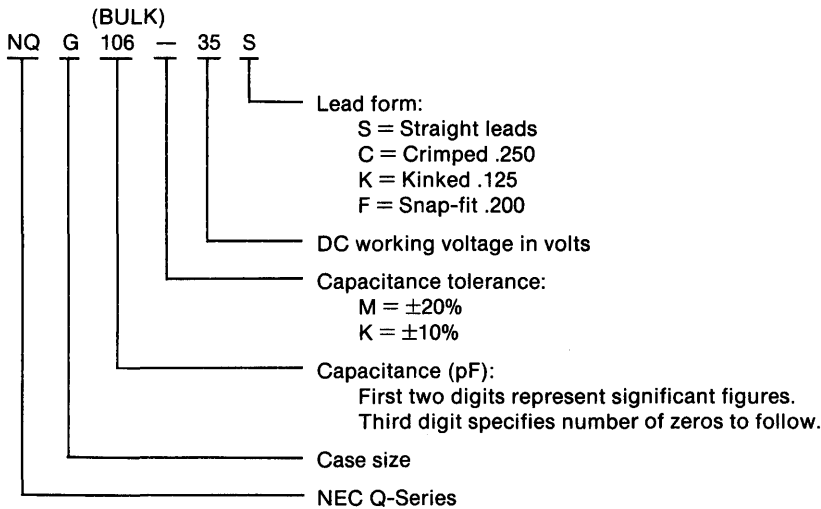 (BULK)
NQ G 106 — 35 S
Lead form:
S = Straight leads
C = Crimped .250
K = Kinked .125
F = Snap-fit .200
DC working voltage in volts
Capacitance tolerance:
M = ±20%
K = ±10%
Capacitance (pF):
First two digits represent significant figures.
Third digit specifies number of zeros to follow.
Case size
NEC Q-Series